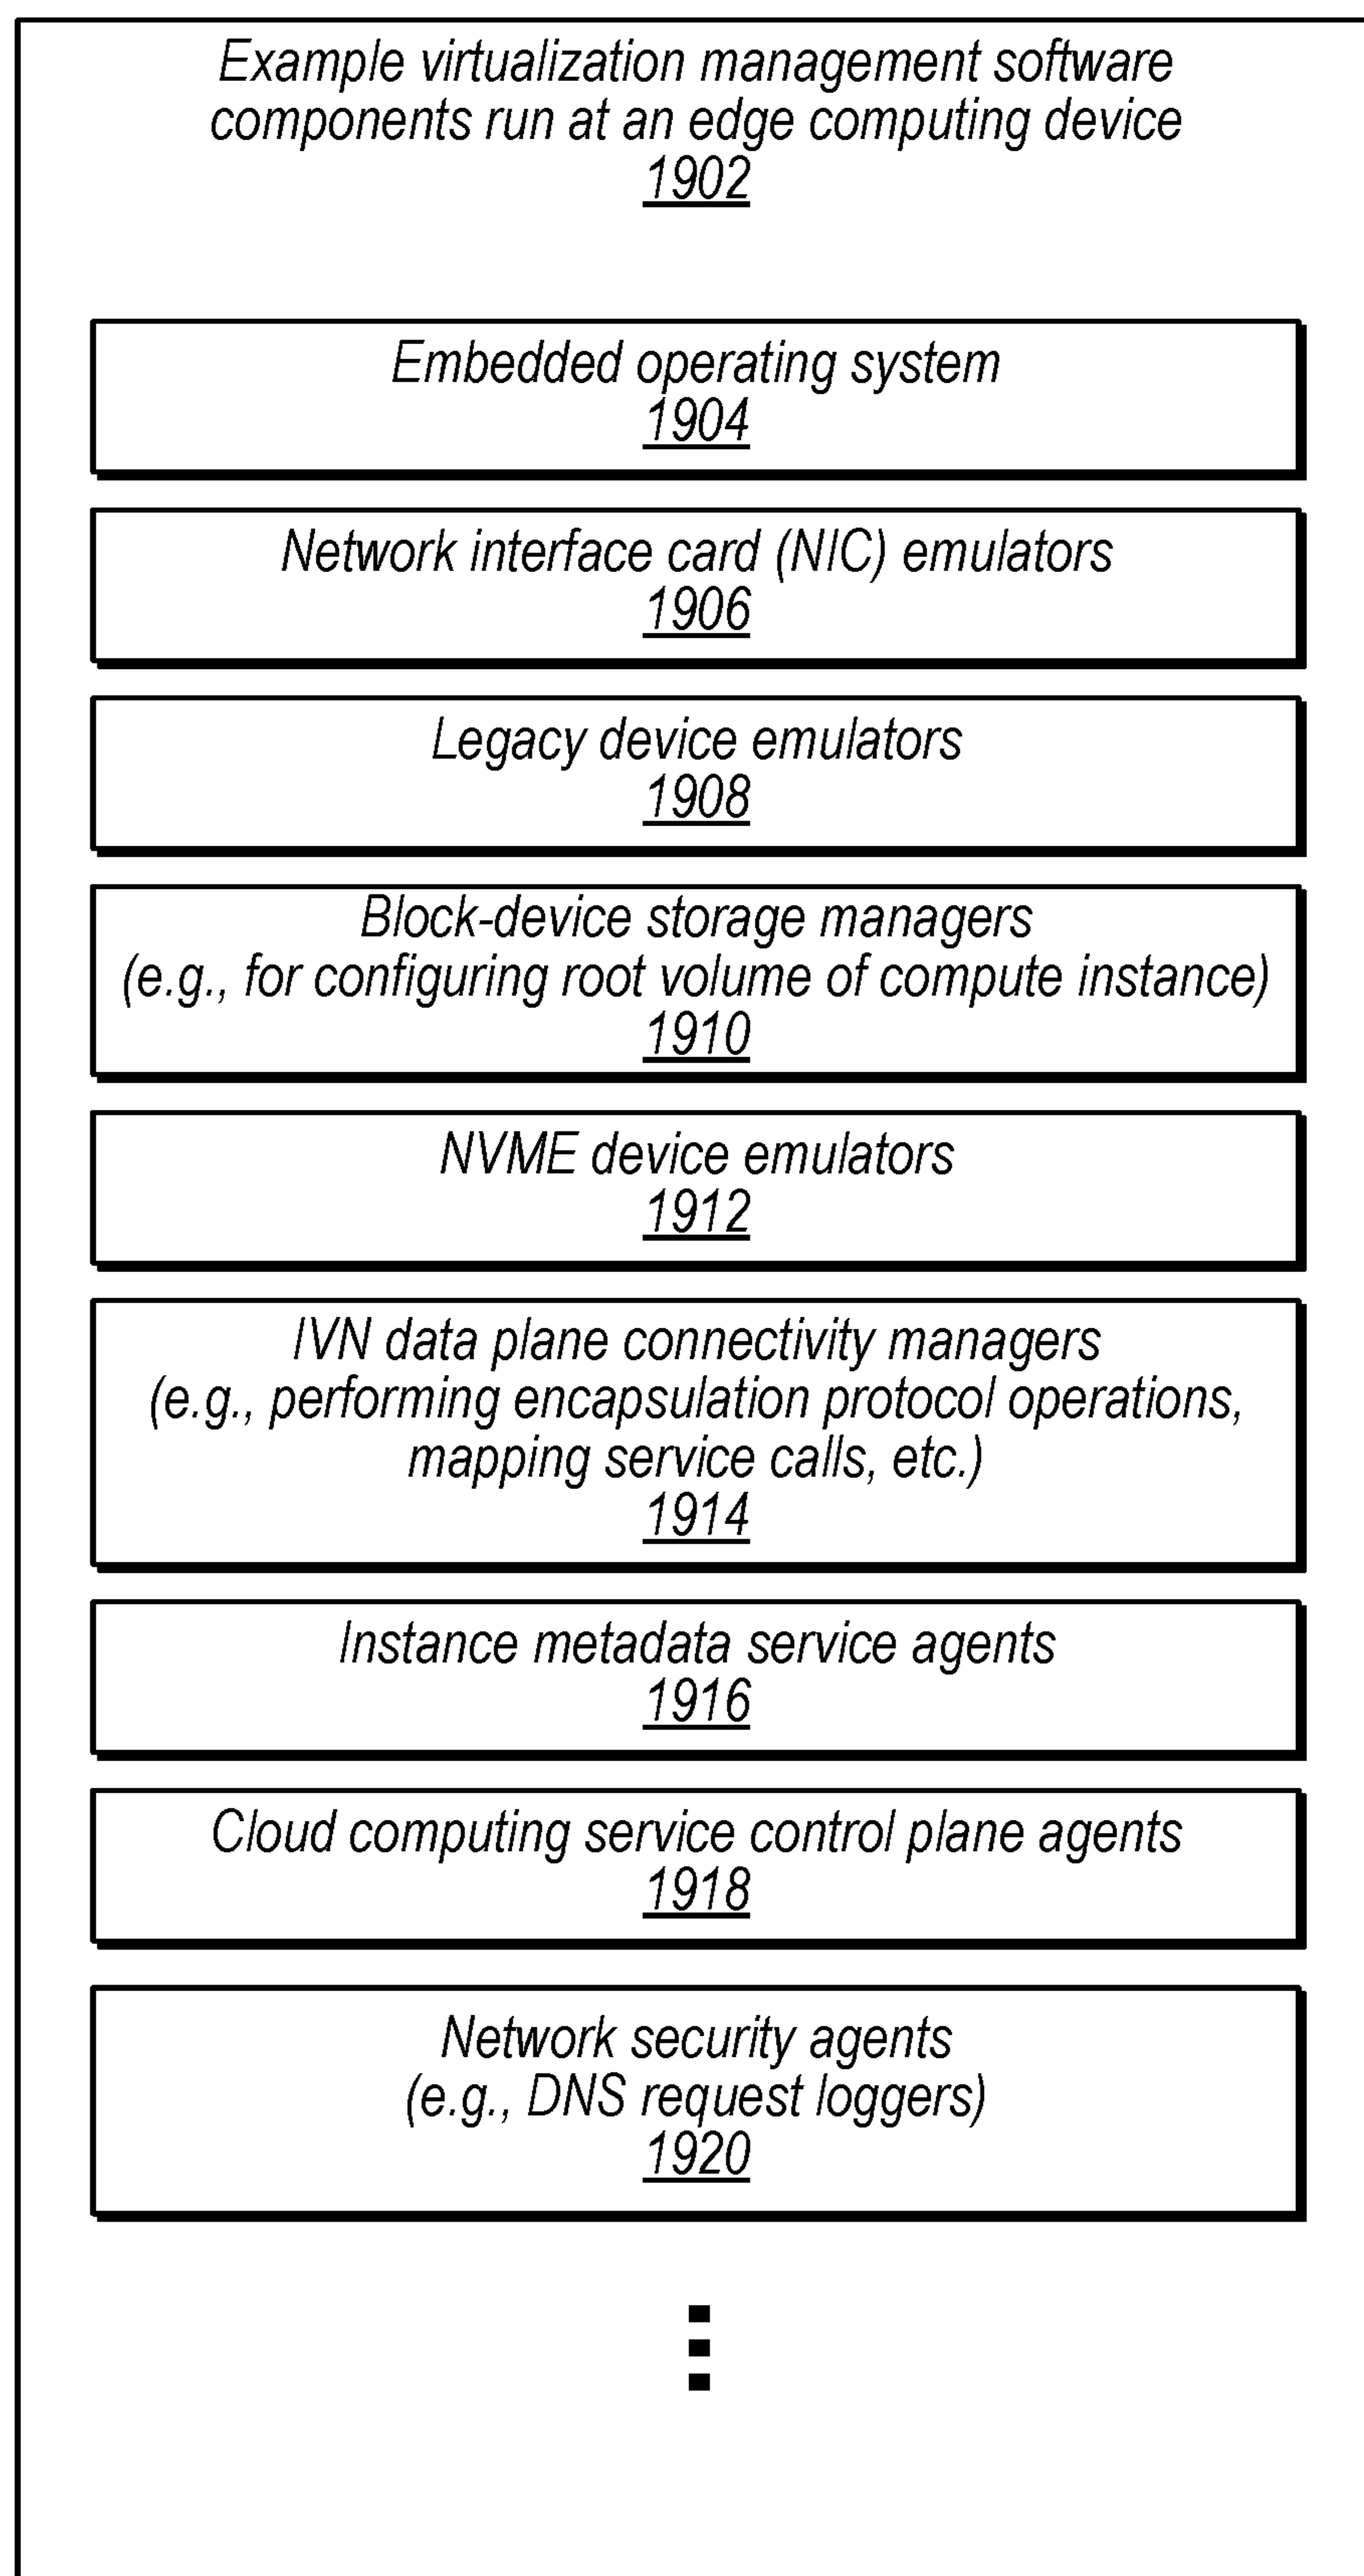 Example virtualization management software
components run at an edge computing device
1902
Embedded operating system
1904
Network interface card (NIC) emulators
1906
Legacy device emulators
1908
Block-device storage managers
(e.g., for configuring root volume of compute instance)
1910
NVME device emulators
1912
IVN data plane connectivity managers
(e.g., performing encapsulation protocol operations,
mapping service calls, etc.)
1914
Instance metadata service agents
1916
Cloud computing service control plane agents
1918
Network security agents
(e.g., DNS request loggers)
1920